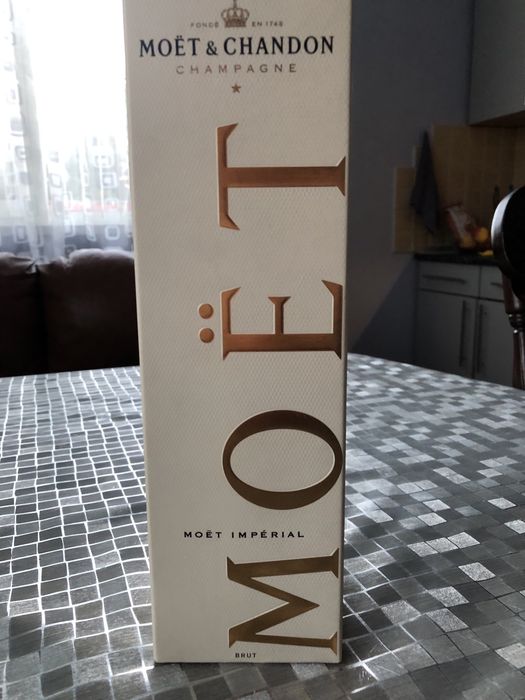 FONDÉ EN 1743
MOËT & CHANDON
CHAMPAGNE
MOËT
MOËT IMPÉRIAL
BRUT